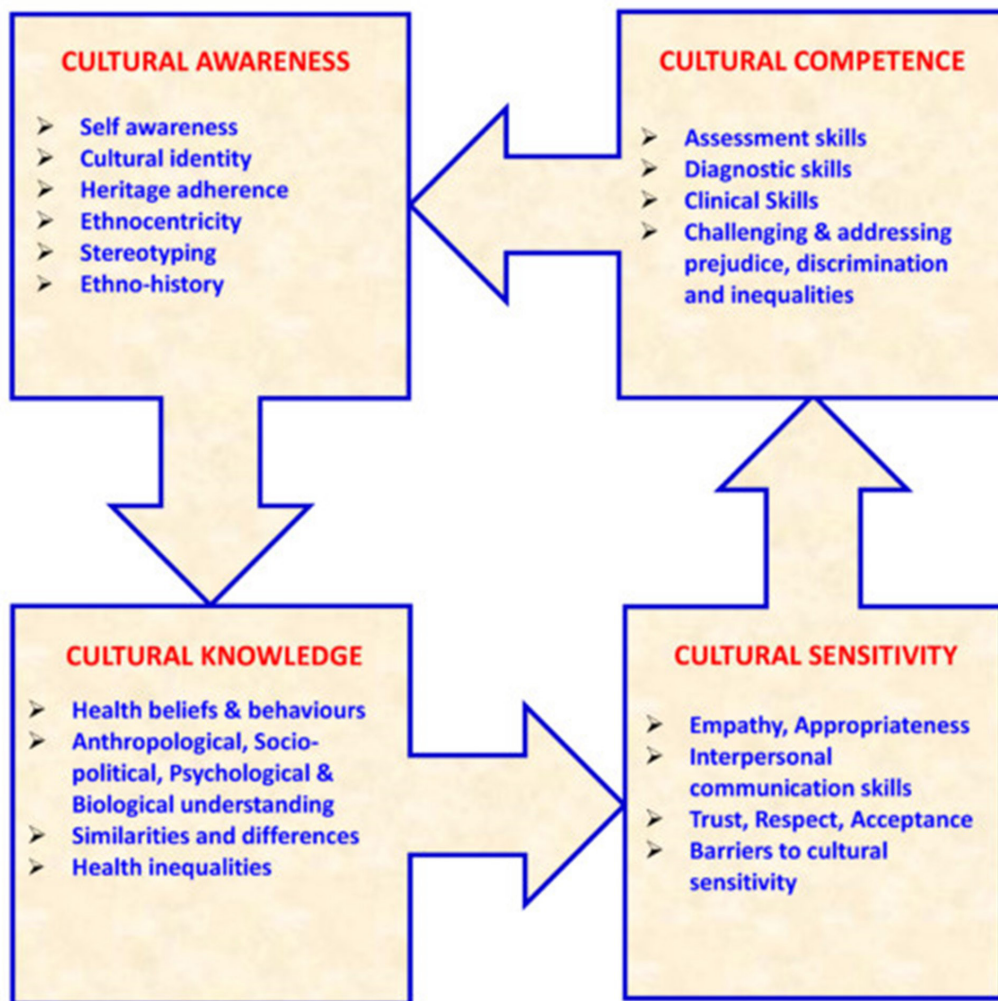 CULTURAL AWARENESS
Self awareness
Cultural identity
Heritage adherence
Ethnocentricity
Stereotyping
Ethno-history
CULTURAL COMPETENCE
Assessment skills
Diagnostic skills
Clinical Skills
Challenging & addressing
prejudice, discrimination
and inequalities
CULTURAL KNOWLEDGE
Health beliefs & behaviours
Anthropological, Socio-
political, Psychological &
Biological understanding
Similarities and differences
Health inequalities
CULTURAL SENSITIVITY
Empathy, Appropriateness
Interpersonal
communication skills
Trust, Respect, Acceptance
Barriers to cultural
sensitivity